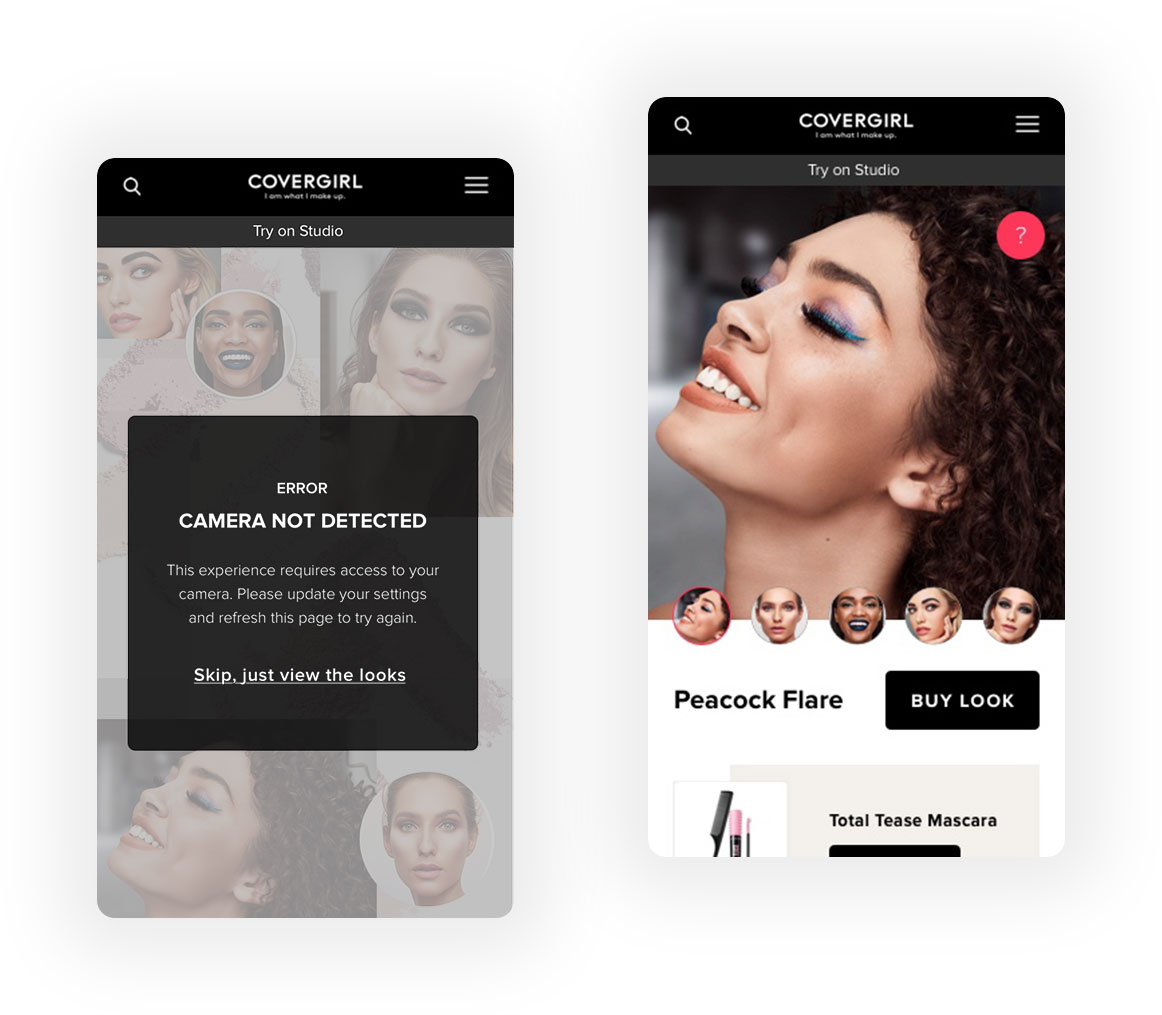 COVERGIRL
I am what I make up.
Try on Studio
ERROR
CAMERA NOT DETECTED
This experience requires access to your
camera. Please update your settings
and refresh this page to try again.
Skip, just view the looks
COVERGIRL
I am what I make up.
Try on Studio
?
Peacock Flare
BUY LOOK
Total Tease Mascara